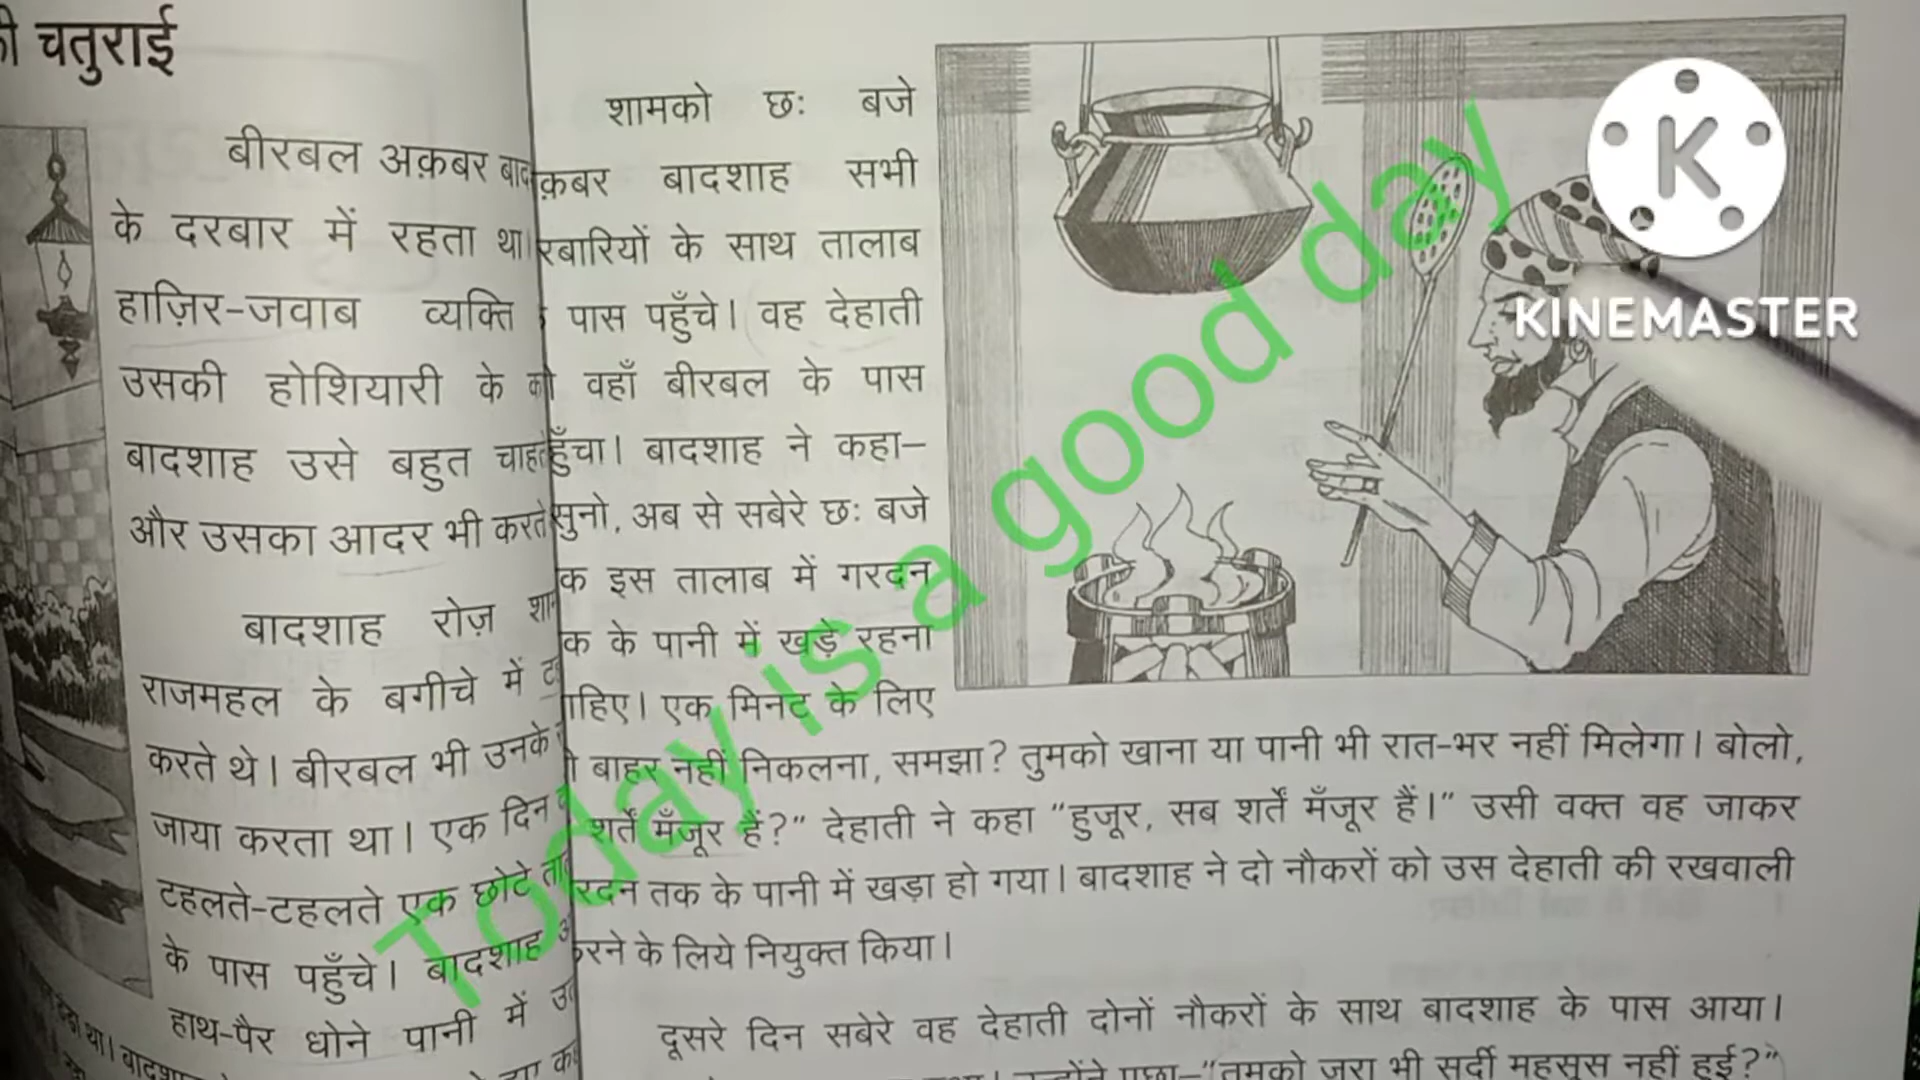 की चतुराई
बीरबल अक़बर
के दरबार में रहता था।
हाज़िर-जवाब व्यक्ति
उसकी होशियारी के
बादशाह उसे बहुत
और उसका आदर भी करते
बादशाह रोज़
राजमहल के बगीचे में
करते थे। बीरबल भी उनके
जाया करता था। एक दिन
टहलते-टहलते एक छोटे
के पास पहुँचे। बादशाह
हाथ-पैर धोने पानी में
था। बादशाह
शामको छः बजे
क़बर बादशाह सभी
रबारियों के साथ तालाब
पास पहुँचे। वह देहाती
वहाँ बीरबल के पास
हुँचा। बादशाह ने कहा–
सुनो, अब से सबेरे छः बजे
क इस तालाब में गरदन
क के पानी में खड़े रहना
ाहिए। एक मिनट के लिए
बाहर नहीं निकलना, समझा? तुमको खाना या पानी भी रात-भर नहीं मिलेगा। बोलो,
शर्तें मँजूर हैं?” देहाती ने कहा “हुजूर, सब शर्तें मँजूर हैं।” उसी वक्त वह जाकर
रदन तक के पानी में खड़ा हो गया। बादशाह ने दो नौकरों को उस देहाती की रखवाली
रने के लिये नियुक्त किया।
दूसरे दिन सबेरे वह देहाती दोनों नौकरों के साथ बादशाह के पास आया।
“तुमको जरा भी सर्दी महसूस नहीं हुई?”
Today is a good day
K
KINEMASTER